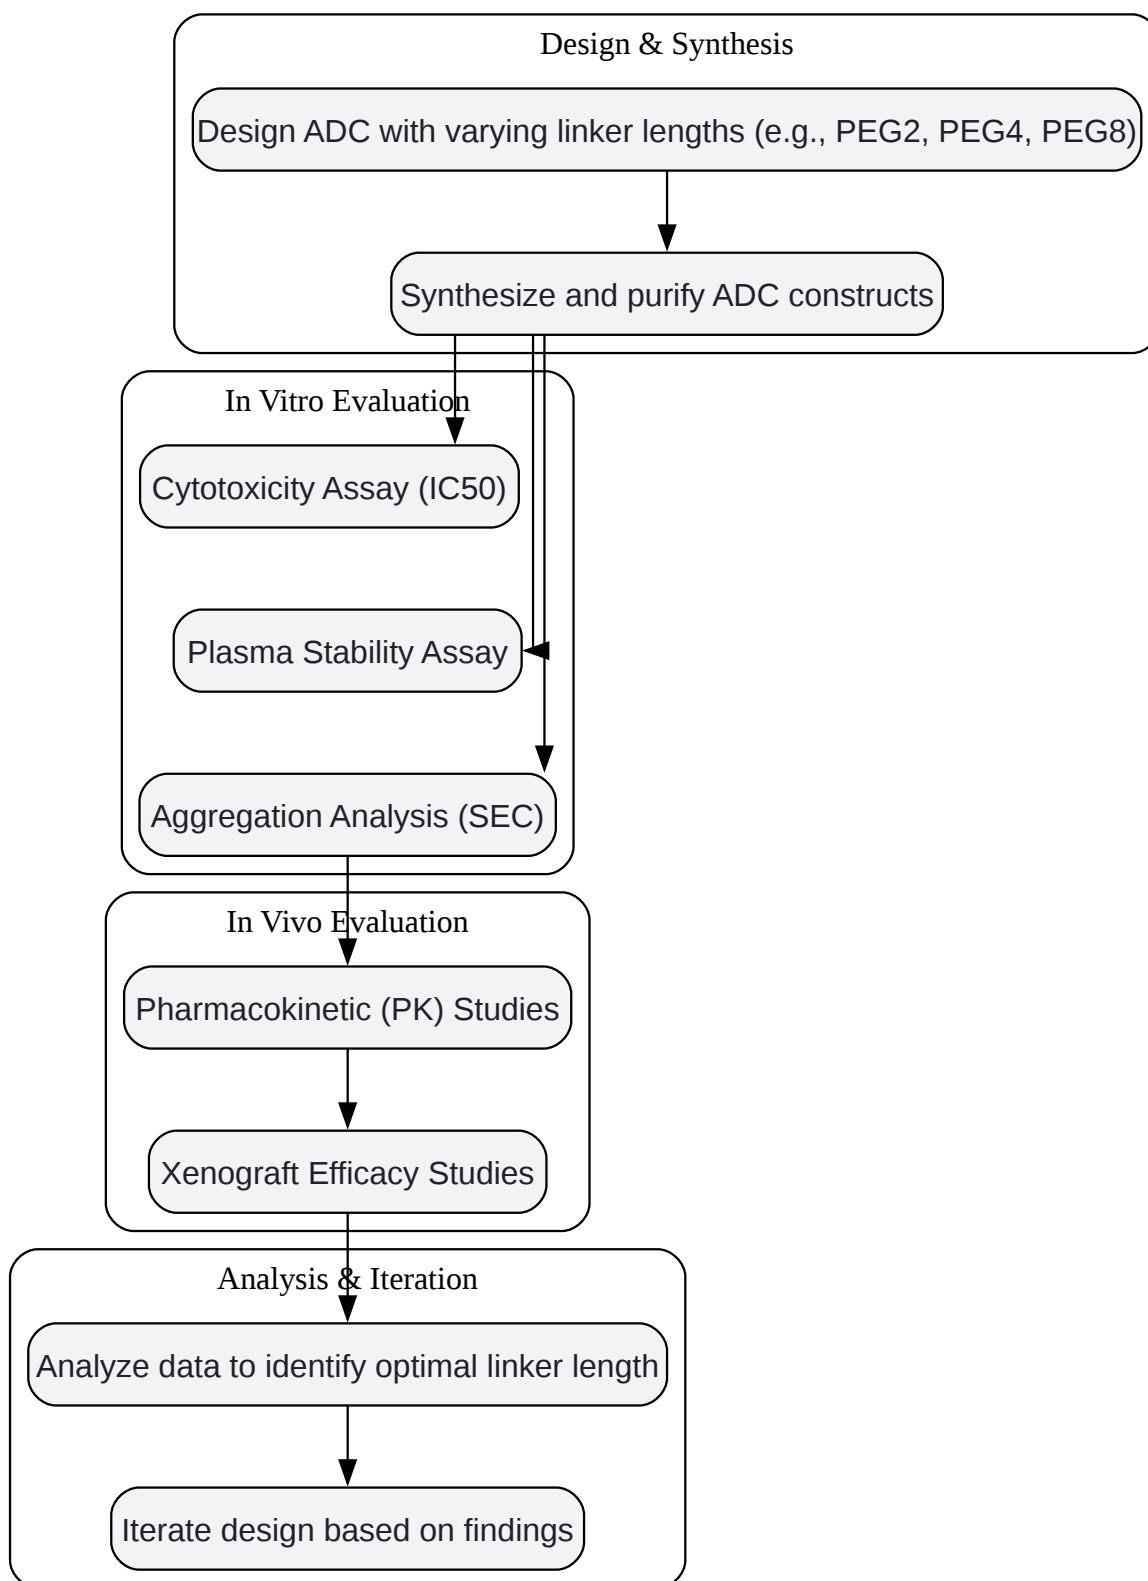 Design & Synthesis
Design ADC with varying linker lengths (e.g., PEG2, PEG4, PEG8)
Synthesize and purify ADC constructs
In Vitro Evaluation
Cytotoxicity Assay (IC50)
Plasma Stability Assay
Aggregation Analysis (SEC)
In Vivo Evaluation
Pharmacokinetic (PK) Studies
Xenograft Efficacy Studies
Analysis & Iteration
Analyze data to identify optimal linker length
Iterate design based on findings